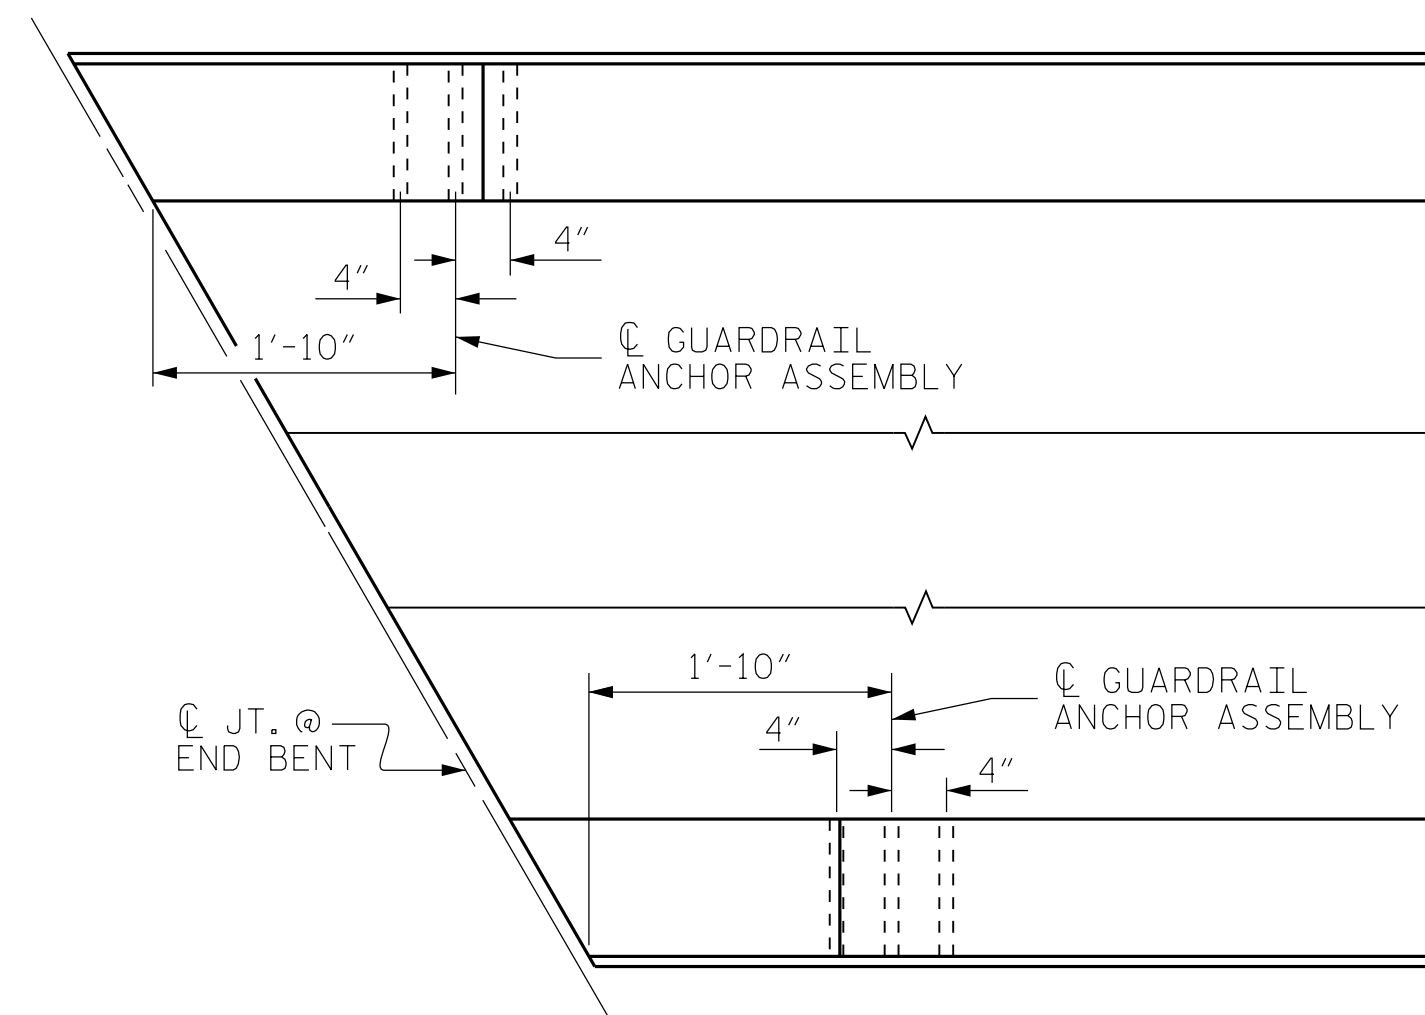 4"
4"
1'-10"
℄ GUARDRAIL
ANCHOR ASSEMBLY
1'-10"
℄ GUARDRAIL
ANCHOR ASSEMBLY
℄ JT. @
END BENT
4"
4"